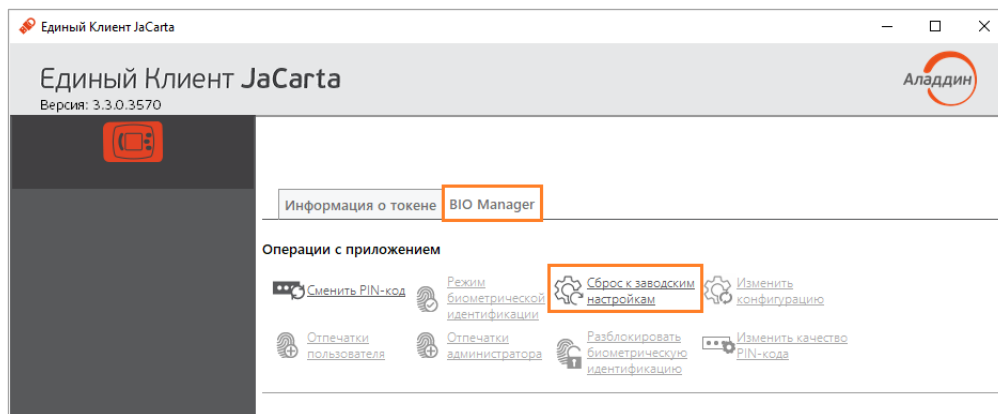 Единый Клиент JaCarta
Единый Клиент JaCarta
Версия: 3.3.0.3570
Аладдин
Информация о токене
BIO Manager
Операции с приложением
Сменить PIN-код
Режим
биометрической
идентификации
Сброс к заводским
настройкам
Изменить
конфигурацию
Отпечатки
пользователя
Отпечатки
администратора
Разблокировать
биометрическую
идентификацию
Изменить качество
PIN-кода